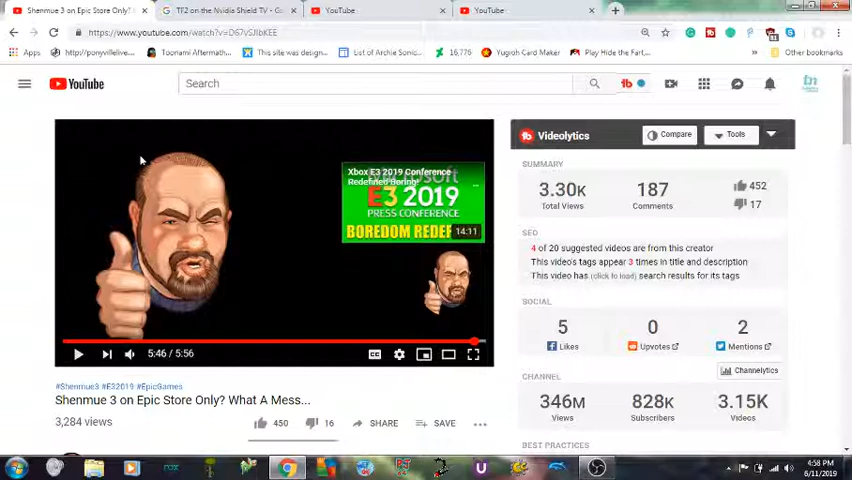 Shenmue 3 on Epic Store Only? W
TF2 on the Nvidia Shield TV - G
YouTube
YouTube
https://www.youtube.com/watch?v=
Apps
http://ponyvillelive....
Toonami Aftermath...
This site was design...
List of Archie Sonic...
16,776
Yugioh Card Maker
Play Hide the Fart...
Other bookmarks
YouTube
Search
Videolytics
Compare
Tools
SUMMARY
3.30K
Total Views
187
Comments
452
17
SEO
4 of 20 suggested videos are from this creator
This video's tags appear 3 times in title and description
This video has (click to load) search results for its tags
SOCIAL
5
Likes
0
Upvotes
2
Mentions
Channelytics
CHANNEL
346M
Views
828K
Subscribers
3.15K
Videos
BEST PRACTICES
Xbox E3 2019 Conference
Redefined Boring!
E3 2019
PRESS CONFERENCE
BOREDOM REDEF
14:11
5:46 / 5:56
#Shenmue3 #E32019 #EpicGames
Shenmue 3 on Epic Store Only? What A Mess...
3,284 views
450
16
SHARE
SAVE
4:58 PM
6/11/2019